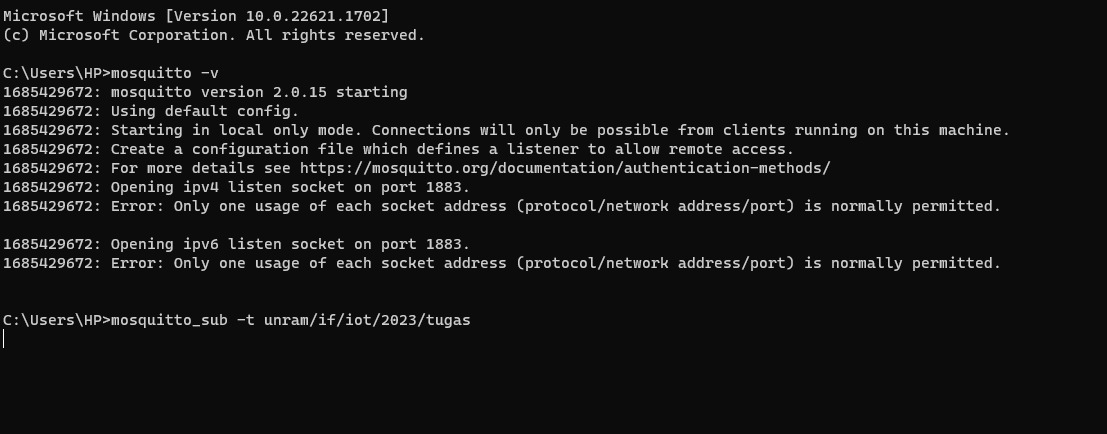 Microsoft Windows [Version 10.0.22621.1702]
(c) Microsoft Corporation. All rights reserved.
C:\Users\HP>mosquitto -v
1685429672: mosquitto version 2.0.15 starting
1685429672: Using default config.
1685429672: Starting in local only mode. Connections will only be possible from clients running on this machine.
1685429672: Create a configuration file which defines a listener to allow remote access.
1685429672: For more details see https://mosquitto.org/documentation/authentication-methods/
1685429672: Opening ipv4 listen socket on port 1883.
1685429672: Error: Only one usage of each socket address (protocol/network address/port) is normally permitted.
1685429672: Opening ipv6 listen socket on port 1883.
1685429672: Error: Only one usage of each socket address (protocol/network address/port) is normally permitted.
C:\Users\HP>mosquitto_sub -t unram/if/iot/2023/tugas